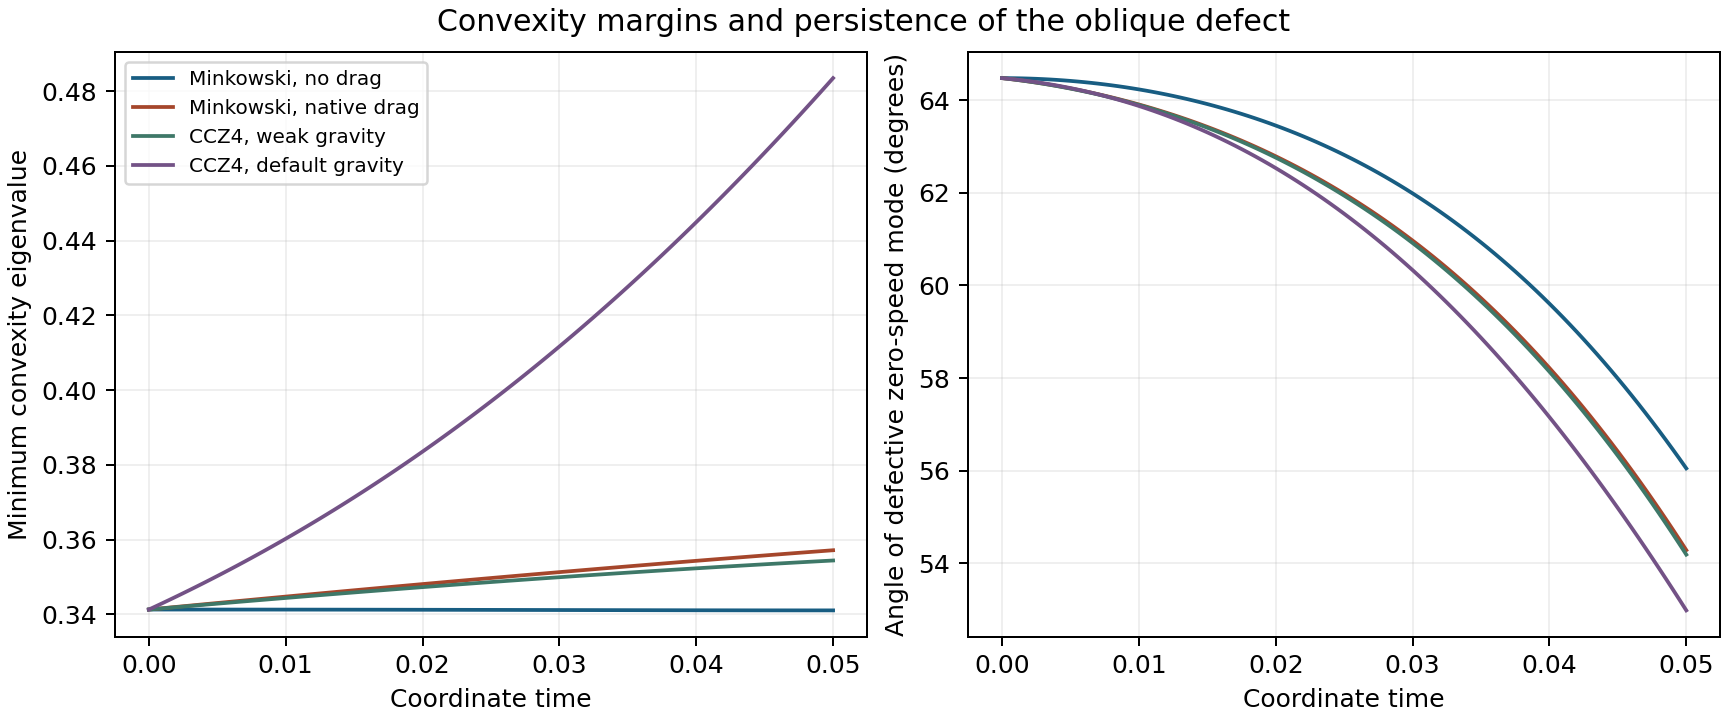 Convexity margins and persistence of the oblique defect
Minimum convexity eigenvalue
0.48
0.46
0.44
0.42
0.40
0.38
0.36
0.34
Minkowski, no drag
Minkowski, native drag
CCZ4, weak gravity
CCZ4, default gravity
0.00 0.01 0.02 0.03 0.04 0.05
Coordinate time
Angle of defective zero-speed mode (degrees)
64
62
60
58
56
54
0.00 0.01 0.02 0.03 0.04 0.05
Coordinate time